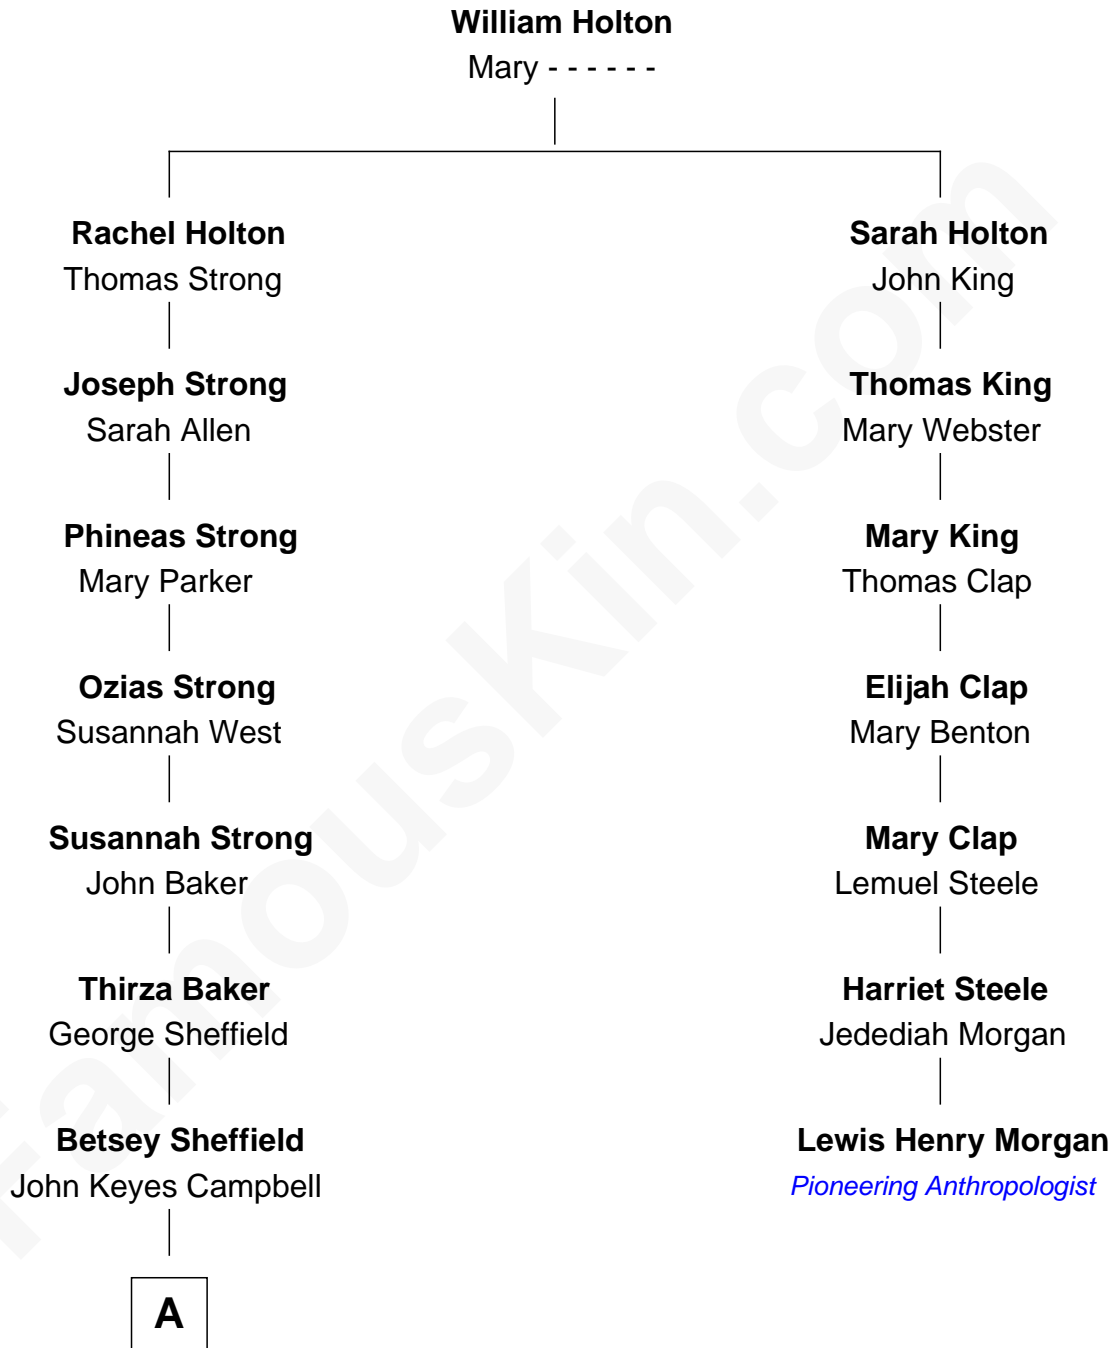 William Holton
Mary - - - - - -
Rachel Holton
Thomas Strong
Sarah Holton
John King
Joseph Strong
Sarah Allen
Thomas King
Mary Webster
Phineas Strong
Mary Parker
Mary King
Thomas Clap
Ozias Strong
Susannah West
Elijah Clap
Mary Benton
Susannah Strong
John Baker
Mary Clap
Lemuel Steele
Thirza Baker
George Sheffield
Harriet Steele
Jedediah Morgan
Betsey Sheffield
John Keyes Campbell
Lewis Henry Morgan
Pioneering Anthropologist
A
FamousKin.com